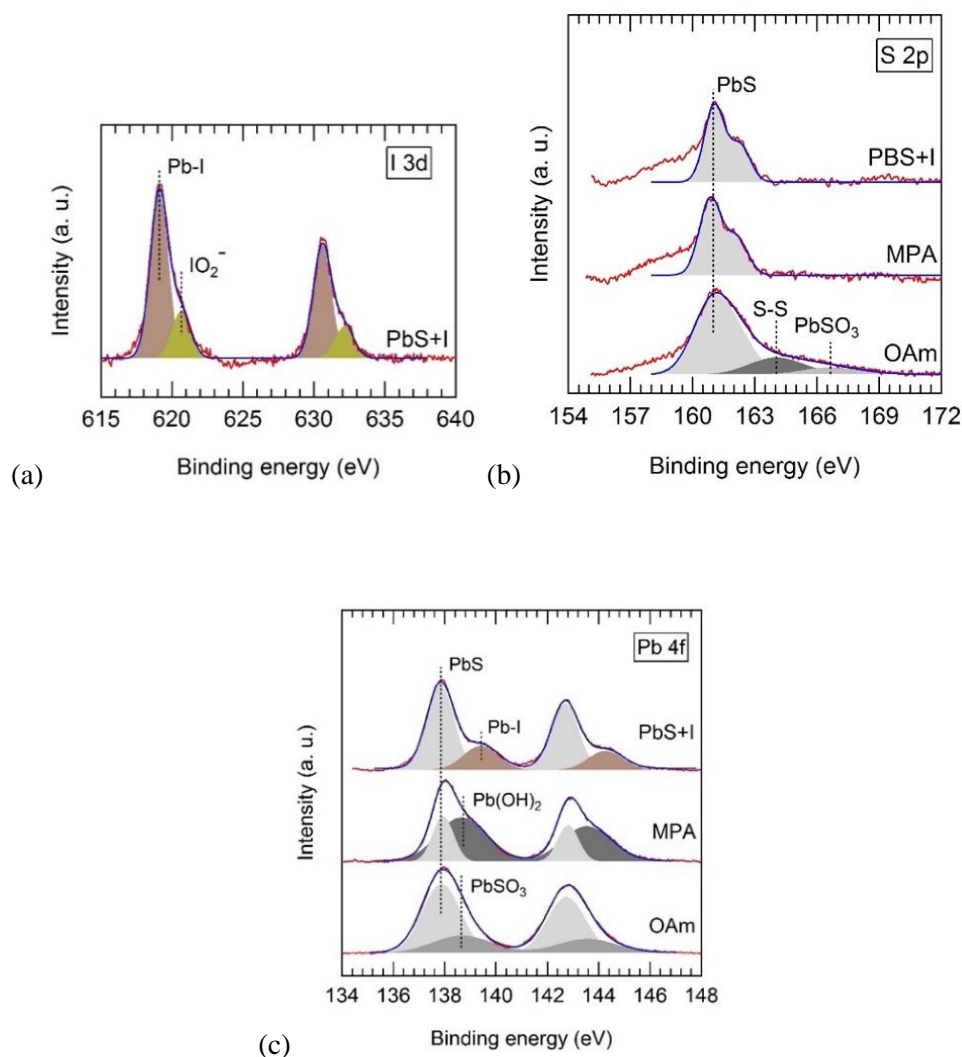 I 3d
Pb-I
IO₂⁻
PbS+I
Intensity (a. u.)
615 620 625 630 635 640
Binding energy (eV)
(a)
S 2p
PbS
PBS+I
MPA
S-S
PbSO₃
OAm
Intensity (a. u.)
154 157 160 163 166 169 172
Binding energy (eV)
(b)
Pb 4f
PbS
Pb-I
PbS+I
Pb(OH)₂
MPA
PbSO₃
OAm
Intensity (a. u.)
134 136 138 140 142 144 146 148
Binding energy (eV)
(c)